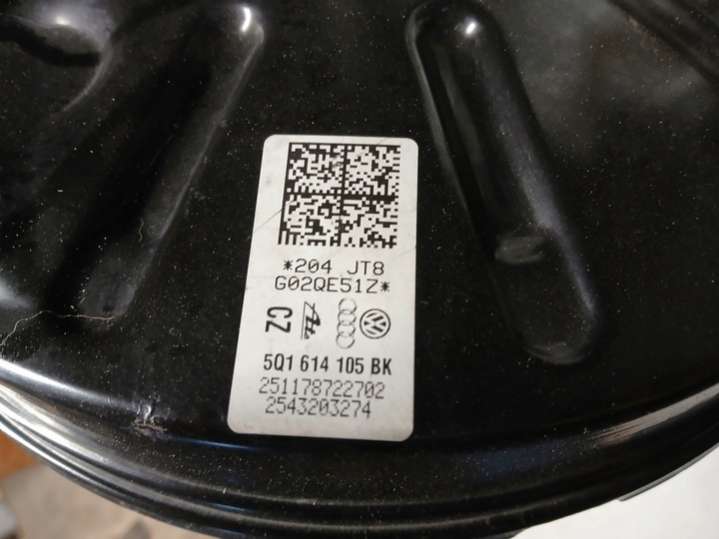 *204 JT8
G02QE51Z*
CZ
5Q1 614 105 BK
251178722702
2543203274